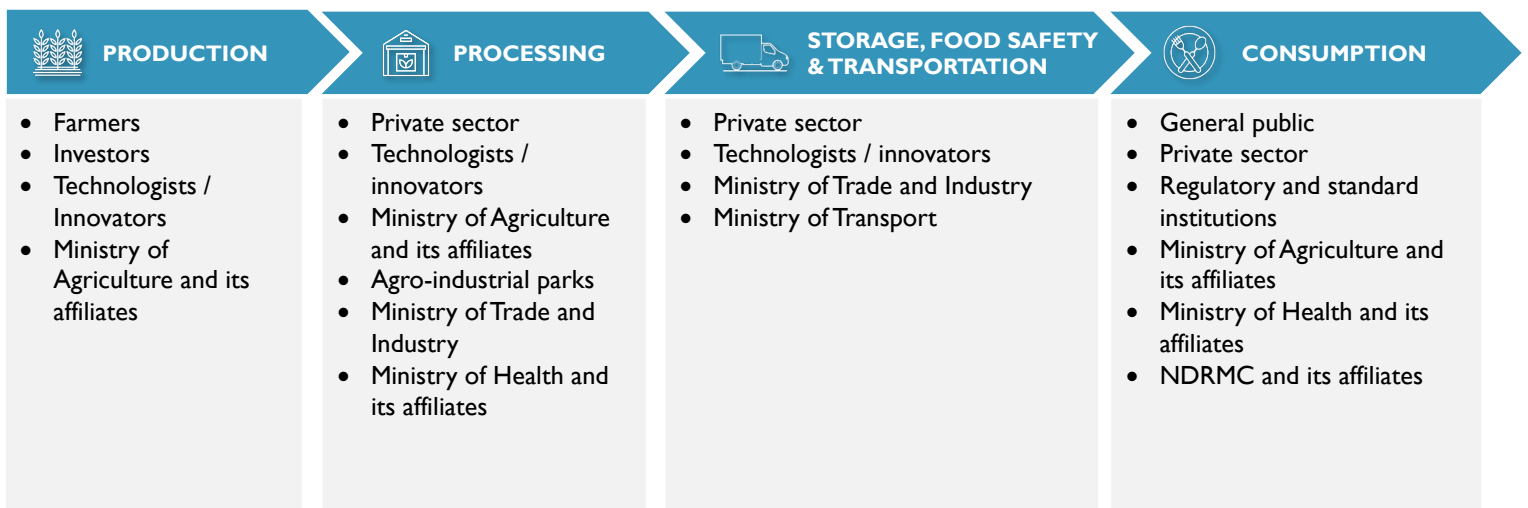 PRODUCTION
• Farmers
• Investors
• Technologists /
Innovators
• Ministry of
Agriculture and its
affiliates
PROCESSING
• Private sector
• Technologists /
innovators
• Ministry of Agriculture
and its affiliates
• Agro-industrial parks
• Ministry of Trade and
Industry
• Ministry of Health and
its affiliates
STORAGE, FOOD SAFETY
& TRANSPORTATION
• Private sector
• Technologists / innovators
• Ministry of Trade and Industry
• Ministry of Transport
CONSUMPTION
• General public
• Private sector
• Regulatory and standard
institutions
• Ministry of Agriculture and
its affiliates
• Ministry of Health and its
affiliates
• NDRMC and its affiliates